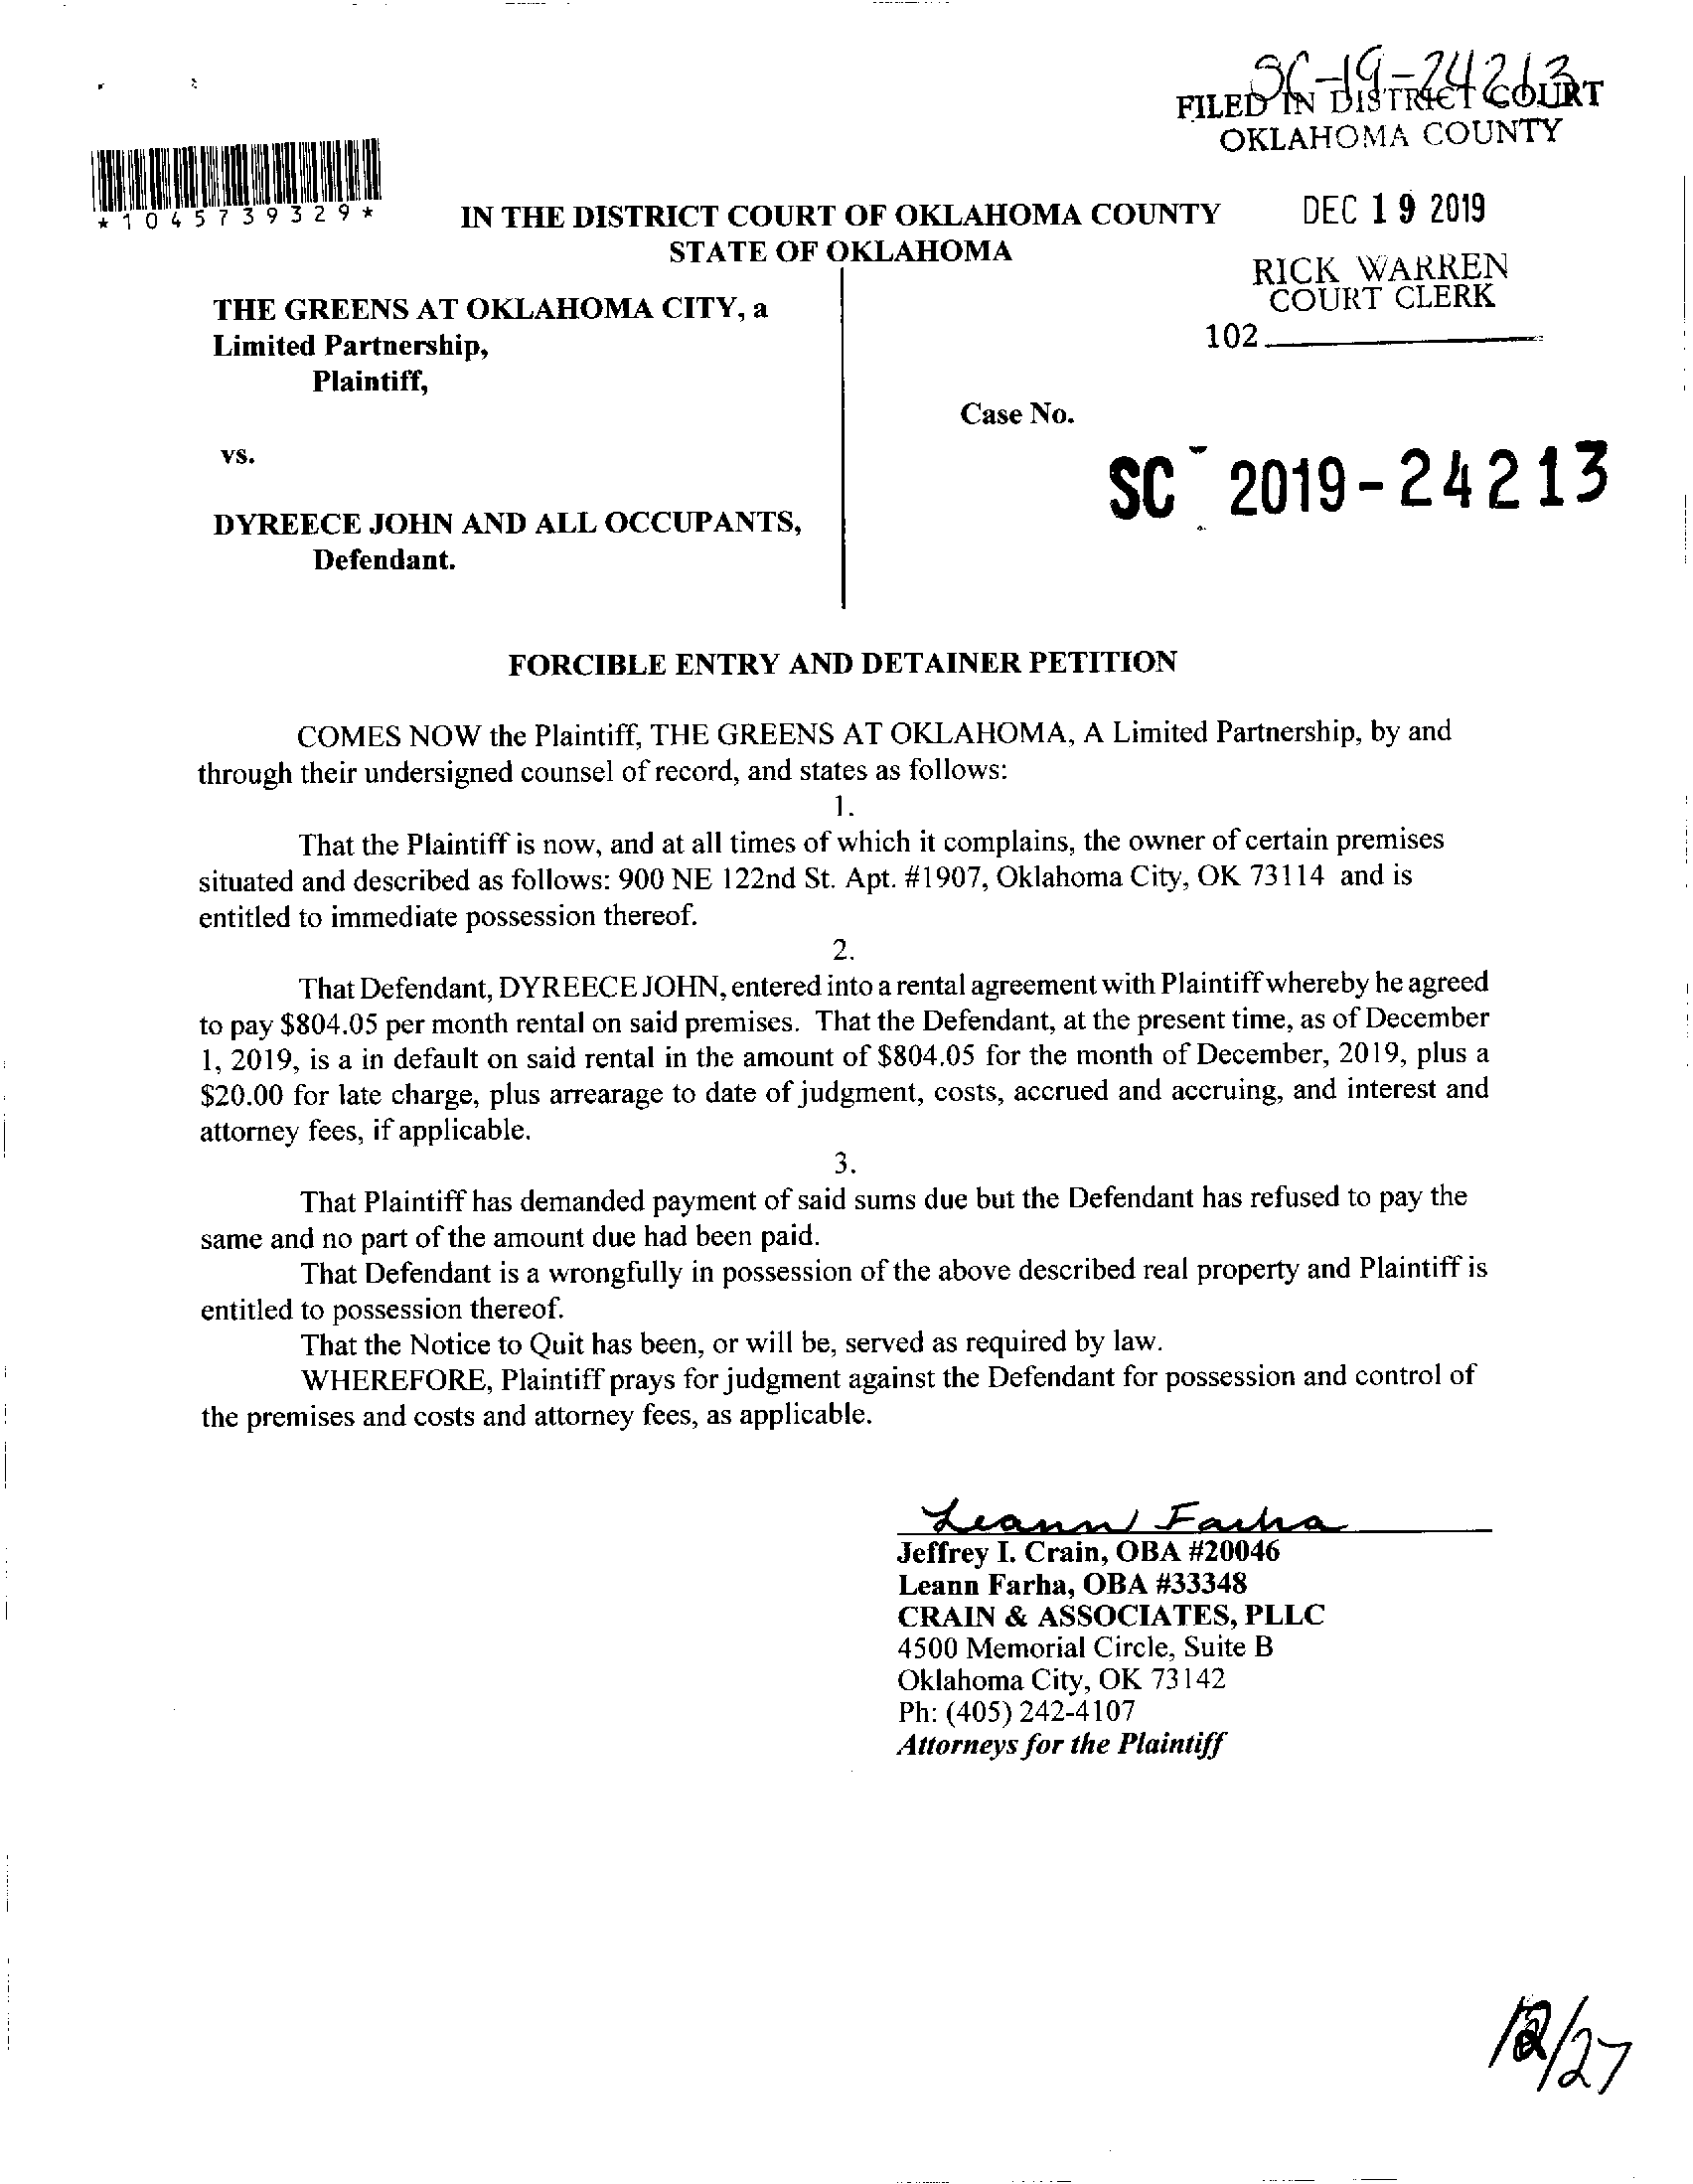 SC-19-24213
FILED IN DISTRICT COURT
OKLAHOMA COUNTY
*1045739329*
IN THE DISTRICT COURT OF OKLAHOMA COUNTY
STATE OF OKLAHOMA
DEC 19 2019
RICK WARREN
COURT CLERK
102
THE GREENS AT OKLAHOMA CITY, a
Limited Partnership,
Plaintiff,
Case No.
vs.
SC - 2019-24213
DYREECE JOHN AND ALL OCCUPANTS,
Defendant.
FORCIBLE ENTRY AND DETAINER PETITION
COMES NOW the Plaintiff, THE GREENS AT OKLAHOMA, A Limited Partnership, by and
through their undersigned counsel of record, and states as follows:
1.
That the Plaintiff is now, and at all times of which it complains, the owner of certain premises
situated and described as follows: 900 NE 122nd St. Apt. #1907, Oklahoma City, OK 73114 and is
entitled to immediate possession thereof.
2.
That Defendant, DYREECE JOHN, entered into a rental agreement with Plaintiff whereby he agreed
to pay $804.05 per month rental on said premises. That the Defendant, at the present time, as of December
1, 2019, is a in default on said rental in the amount of $804.05 for the month of December, 2019, plus a
$20.00 for late charge, plus arrearage to date of judgment, costs, accrued and accruing, and interest and
attorney fees, if applicable.
3.
That Plaintiff has demanded payment of said sums due but the Defendant has refused to pay the
same and no part of the amount due had been paid.
That Defendant is a wrongfully in possession of the above described real property and Plaintiff is
entitled to possession thereof.
That the Notice to Quit has been, or will be, served as required by law.
WHEREFORE, Plaintiff prays for judgment against the Defendant for possession and control of
the premises and costs and attorney fees, as applicable.
Leann Farha
Jeffrey I. Crain, OBA #20046
Leann Farha, OBA #33348
CRAIN & ASSOCIATES, PLLC
4500 Memorial Circle, Suite B
Oklahoma City, OK 73142
Ph: (405) 242-4107
Attorneys for the Plaintiff
12/27